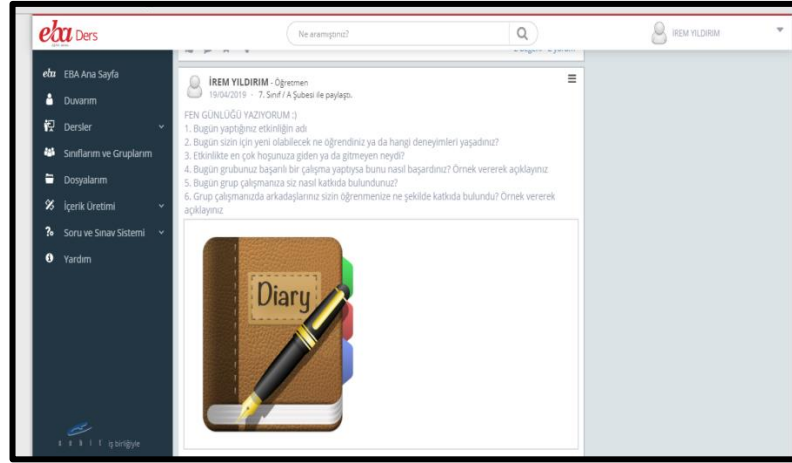 eba Ders
Ne aramıştınız?
İREM YILDIRIM
eba EBA Ana Sayfa
Duvarım
Dersler
Sınıflarım ve Gruplarım
Dosyalarım
İçerik Üretimi
Soru ve Sınav Sistemi
Yardım
iş birliğiyle
İREM YILDIRIM - Öğretmen
19/04/2019 - 7. Sınıf / A Şubesi ile paylaştı.
FEN GÜNLÜĞÜ YAZIYORUM :)
1. Bugün yaptığınız etkinliğin adı
2. Bugün sizin için yeni olabilecek ne öğrendiniz ya da hangi deneyimleri yaşadınız?
3. Etkinlikte en çok hoşunuza giden ya da gitmeyen neydi?
4. Bugün grubunuz başarılı bir çalışma yaptıysa bunu nasıl başardınız? Örnek vererek açıklayınız
5. Bugün grup çalışmanıza siz nasıl katkıda bulundunuz?
6. Grup çalışmanızda arkadaşlarınız sizin öğrenmenize ne şekilde katkıda bulundu? Örnek vererek
açıklayınız
Diary